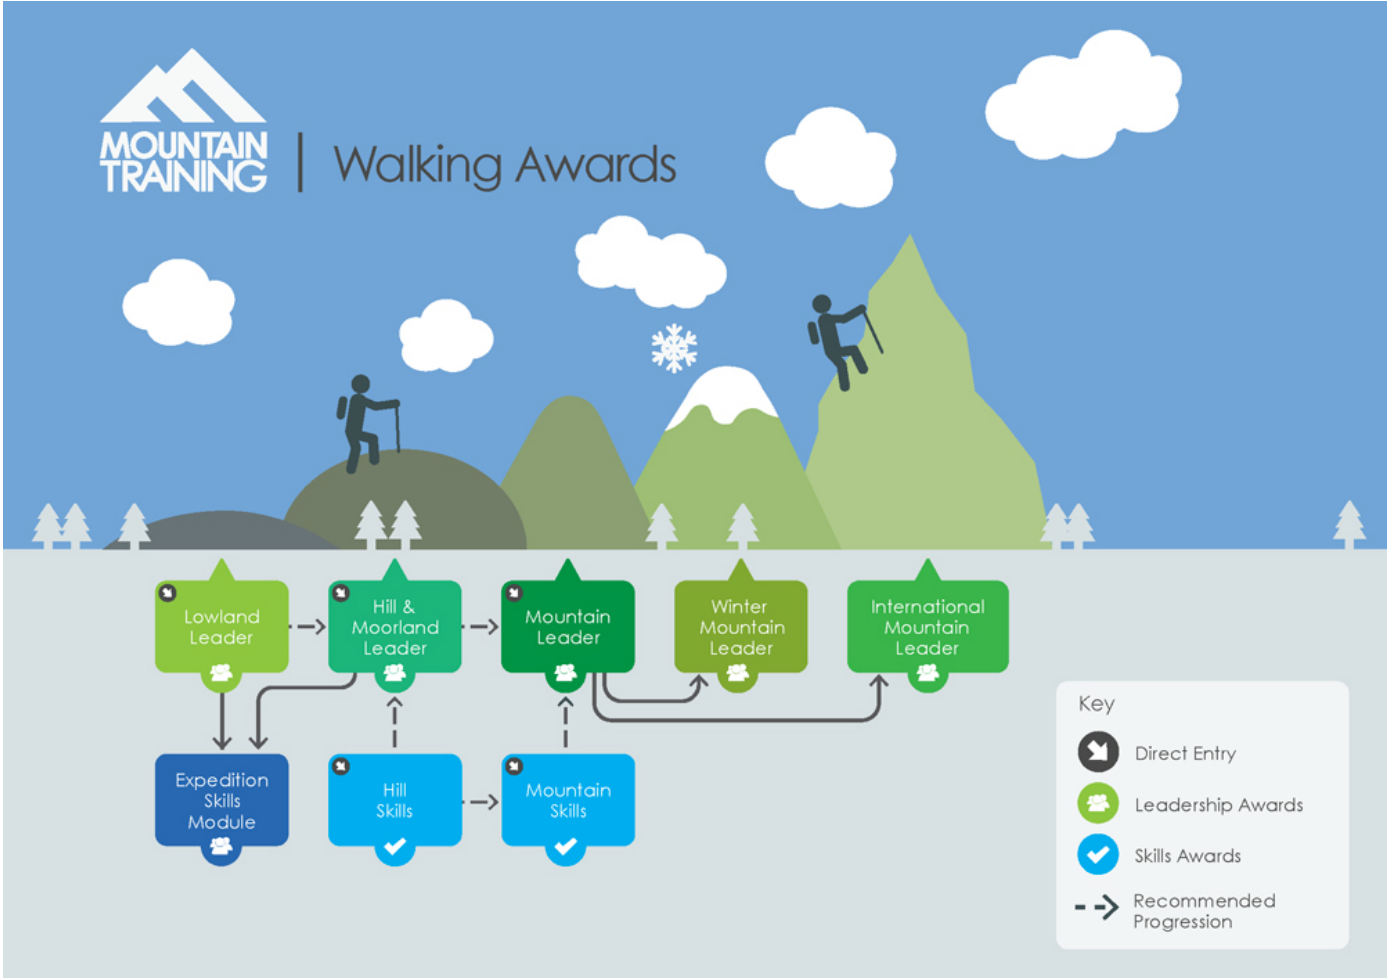 MOUNTAIN
TRAINING
Walking Awards
Lowland
Leader
Hill &
Moorland
Leader
Mountain
Leader
Winter
Mountain
Leader
International
Mountain
Leader
Expedition
Skills
Module
Hill
Skills
Mountain
Skills
Key
Direct Entry
Leadership Awards
Skills Awards
Recommended
Progression